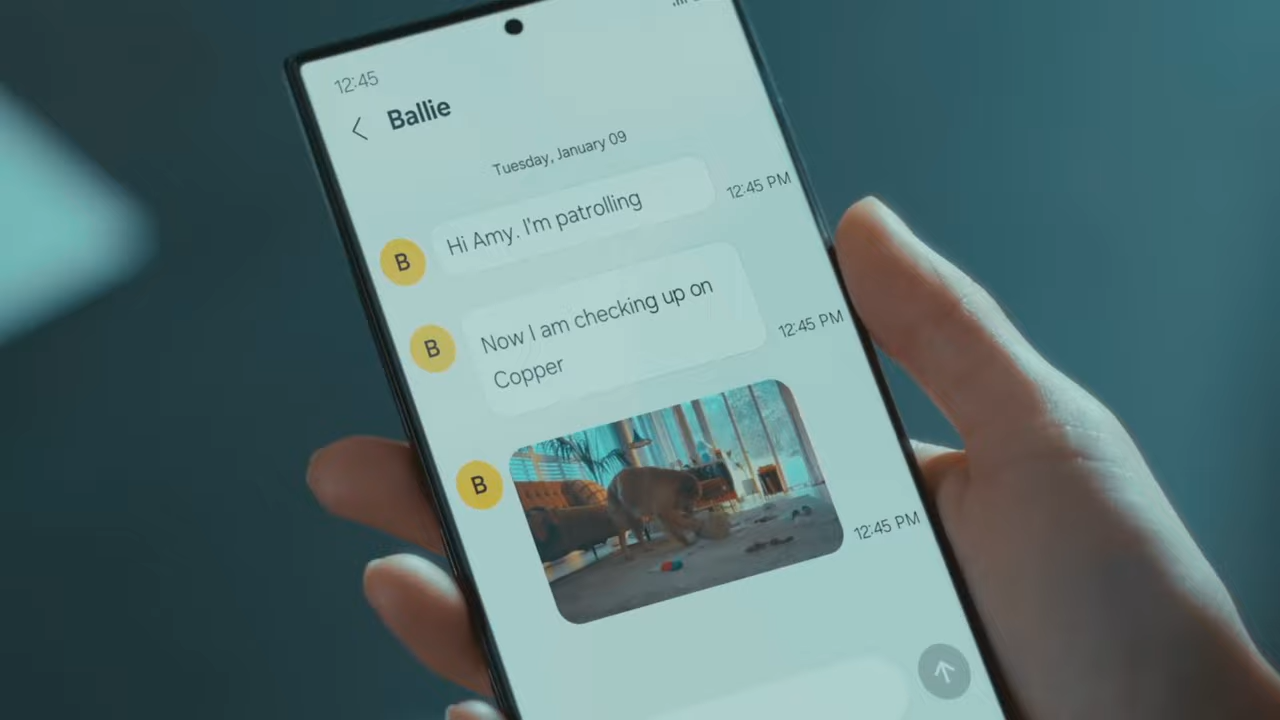 12:45
Ballie
Tuesday, January 09
Hi Amy. I'm patrolling
12:45 PM
B
Now I am checking up on
Copper
12:45 PM
B
B
12:45 PM